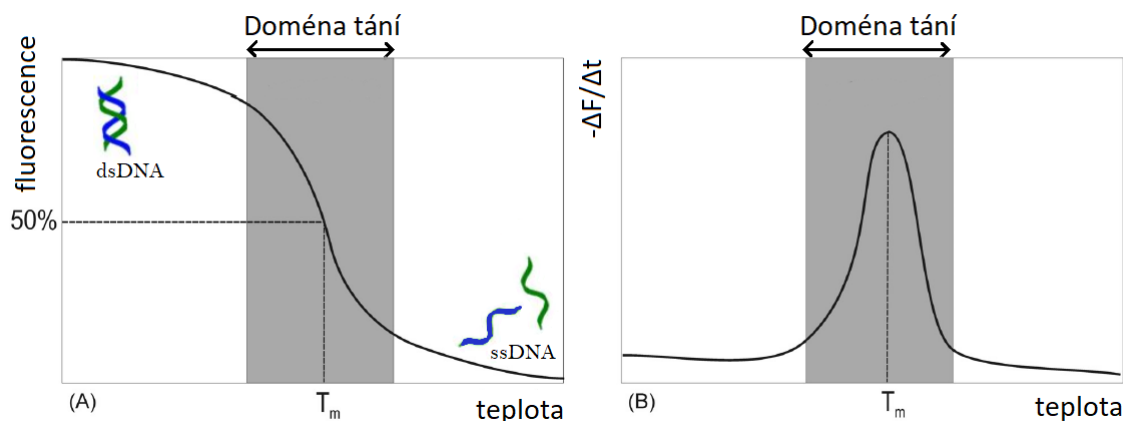 Doména tání
fluorescence
dsDNA
50%
ssDNA
(A)
Tm
teplota
Doména tání
-ΔF/Δt
(B)
Tm
teplota